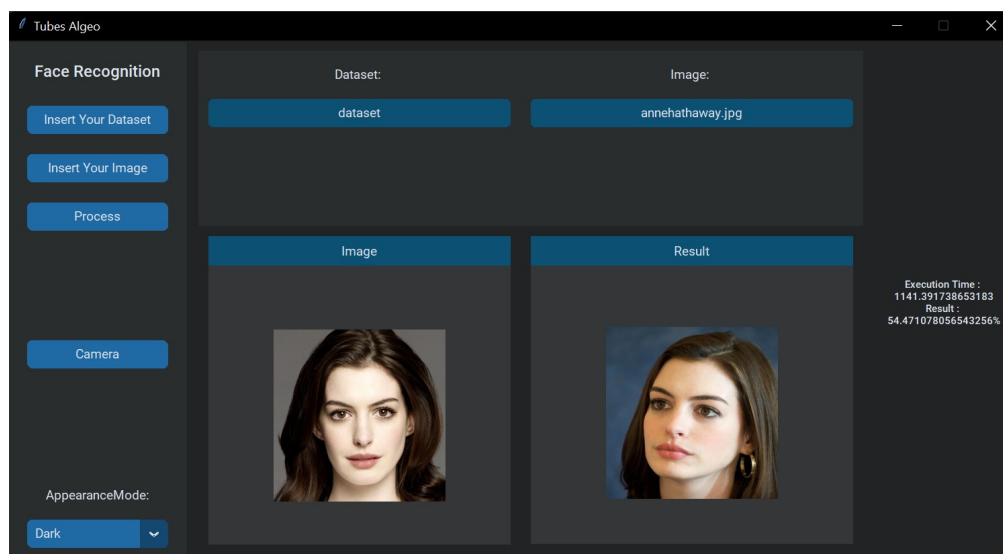 Tubes Algeo
Face Recognition
Insert Your Dataset
Insert Your Image
Process
Camera
AppearanceMode:
Dark
Dataset:
dataset
Image:
annehathaway.jpg
Image
Result
Execution Time :
1141.391738653183
Result :
54.471078056543256%